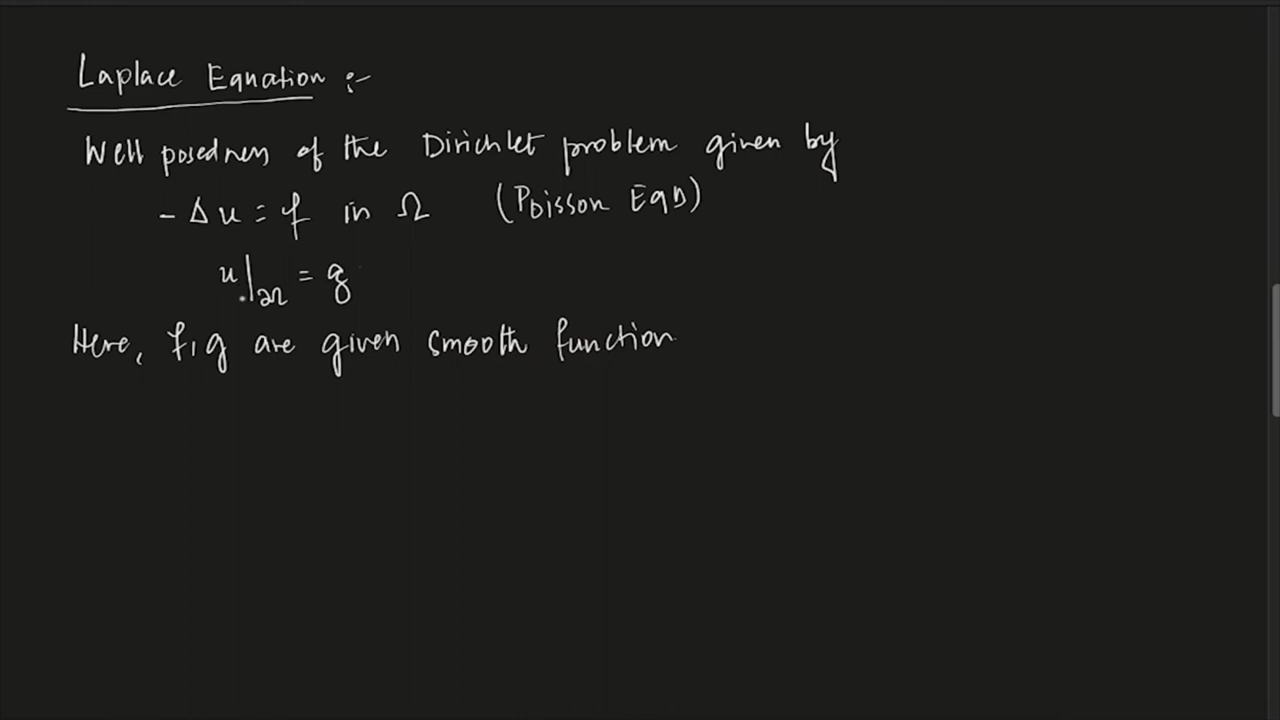 Laplace Equation :-
Well posedness of the Dirichlet problem given by
- Δu = f in Ω (Poisson Eqn)
u|∂Ω = g
Here, f, g are given smooth function